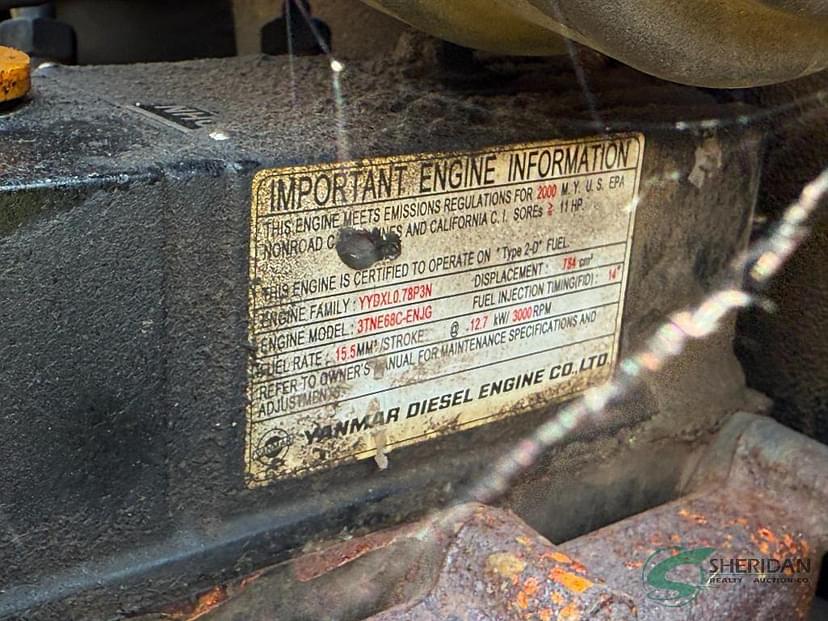 IMPORTANT ENGINE INFORMATION
THIS ENGINE MEETS EMISSIONS REGULATIONS FOR 2000 M.Y. U.S. EPA
NONROAD AND CALIFORNIA C.I. SOREs ≧ 11 HP.
THIS ENGINE IS CERTIFIED TO OPERATE ON "Type 2-D" FUEL.
ENGINE FAMILY : YYDXL0.78P3N DISPLACEMENT : 784 cm³
ENGINE MODEL : 3TNE68C-ENJG FUEL INJECTION TIMING(FID) : 14°
FUEL RATE : 15.5MM³/STROKE @ 12.7 kW/ 3000RPM
REFER TO OWNER'S MANUAL FOR MAINTENANCE SPECIFICATIONS AND
ADJUSTMENTS
YANMAR DIESEL ENGINE CO.,LTD
SHERIDAN
REALTY AUCTION CO.